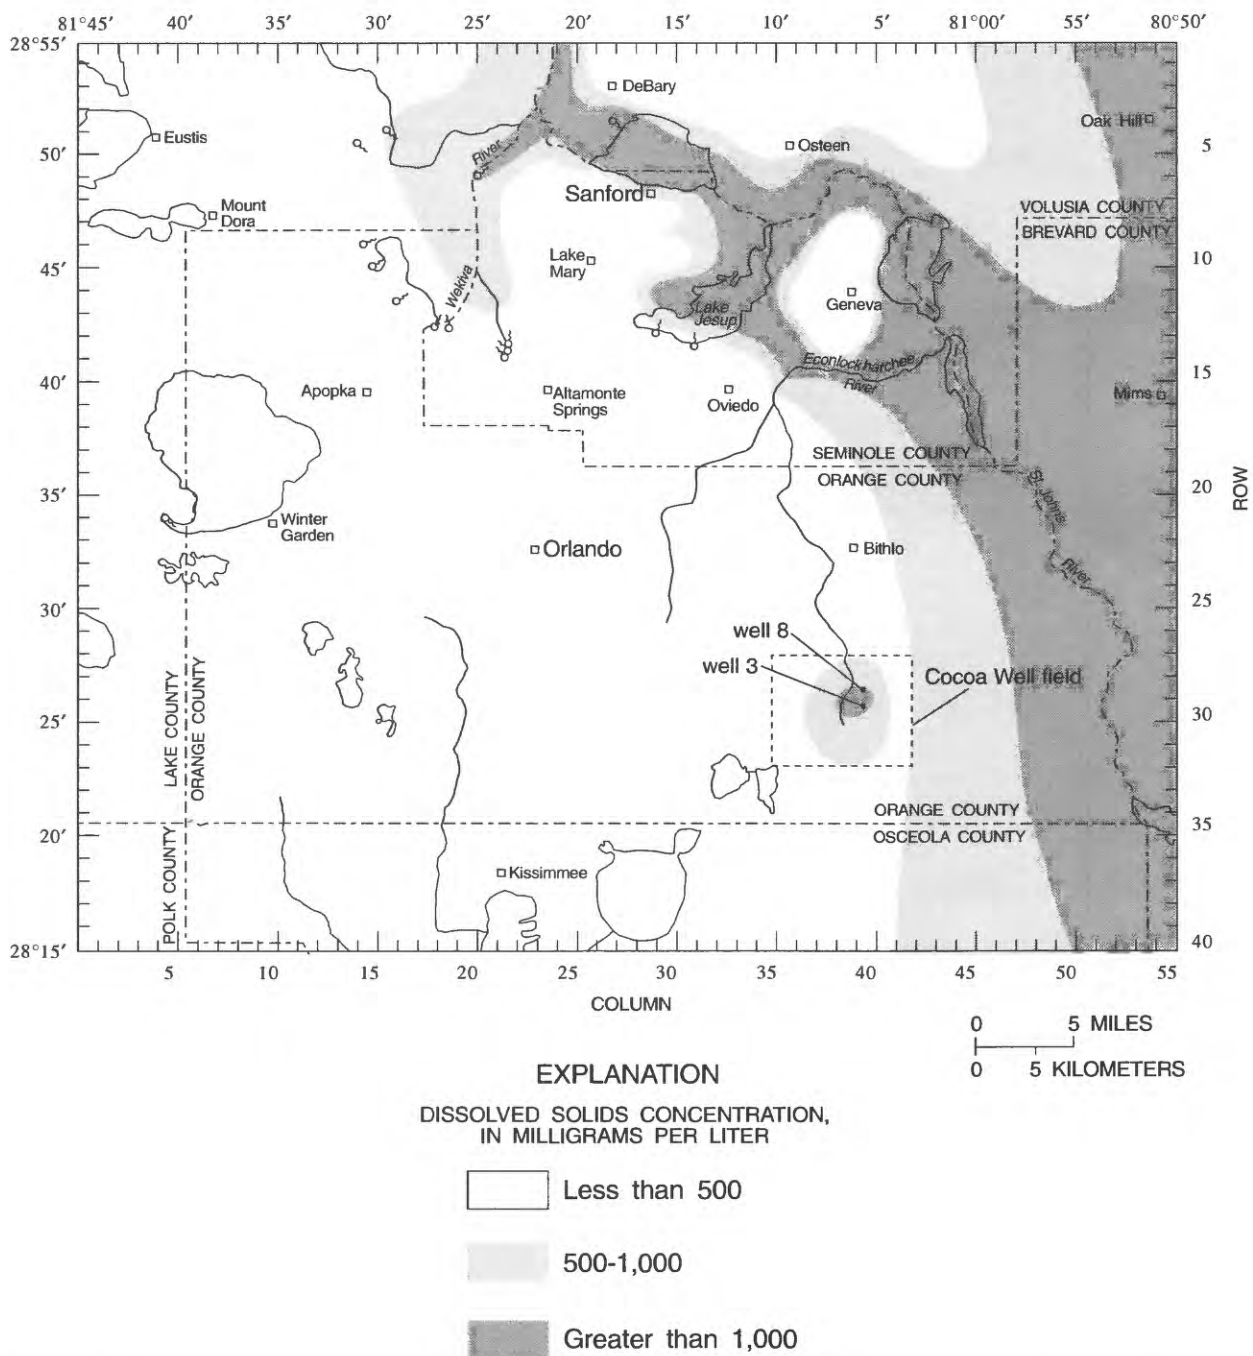 81°45′ 40′ 35′ 30′ 25′ 20′ 15′ 10′ 5′ 81°00′ 55′ 80°50′
28°55′
DeBary
Oak Hill
Eustis
5
50′
River
Osteen
Sanford
Mount
Dora
VOLUSIA COUNTY
BREVARD COUNTY
Lake
Mary
45′
10
Wekiva
Geneva
Lake
Jesup
Econlockhatchee
River
40′
15
Apopka
Altamonte
Springs
Oviedo
Mims
SEMINOLE COUNTY
ORANGE COUNTY
35′
20
ROW
St. Johns
River
Winter
Garden
Orlando
Bithlo
30′
25
well 8
well 3
Cocoa Well field
25′
30
LAKE COUNTY
ORANGE COUNTY
ORANGE COUNTY
OSCEOLA COUNTY
20′
35
POLK COUNTY
Kissimmee
28°15′
40
5 10 15 20 25 30 35 40 45 50 55
COLUMN
0 5 MILES
0 5 KILOMETERS
EXPLANATION
DISSOLVED SOLIDS CONCENTRATION,
IN MILLIGRAMS PER LITER
Less than 500
500-1,000
Greater than 1,000